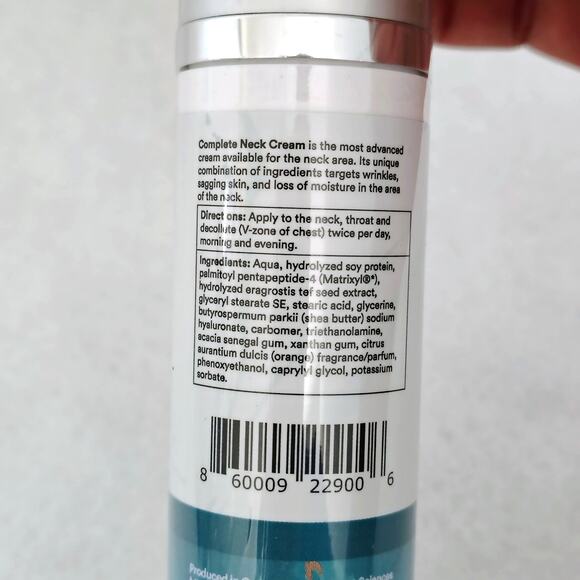 Complete Neck Cream is the most advanced
cream available for the neck area. Its unique
combination of ingredients targets wrinkles,
sagging skin, and loss of moisture in the area
of the neck.
Directions: Apply to the neck, throat and
decollete (V-zone of chest) twice per day,
morning and evening.
Ingredients: Aqua, hydrolyzed soy protein,
palmitoyl pentapeptide-4 (Matrixyl®*),
hydrolyzed eragrostis tef seed extract,
glyceryl stearate SE, stearic acid, glycerine,
butyrospermum parkii (shea butter) sodium
hyaluronate, carbomer, triethanolamine,
acacia senegal gum, xanthan gum, citrus
aurantium dulcis (orange) fragrance/parfum,
phenoxyethanol, caprylyl glycol, potassium
sorbate.
8 60009 22900 6
Produced in Sciences